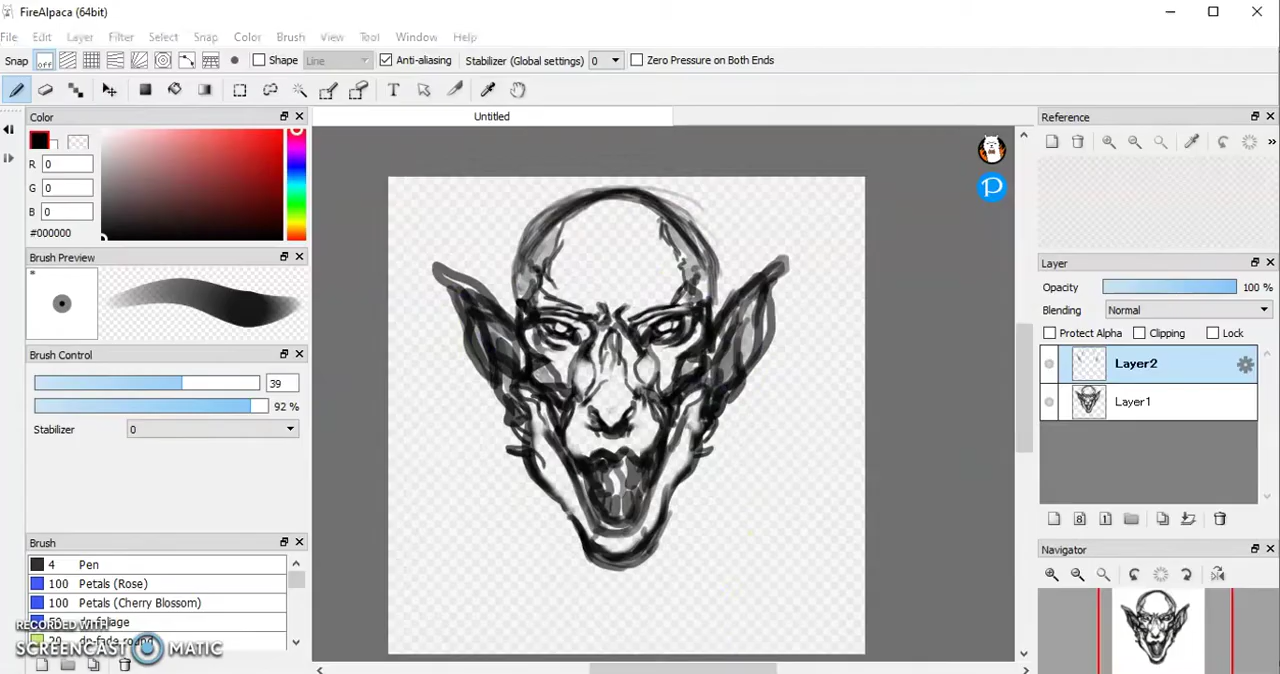 FireAlpaca (64bit)
File Edit Layer Filter Select Snap Color Brush View Tool Window Help
Snap off Shape Line Anti-aliasing Stabilizer (Global settings) 0 Zero Pressure on Both Ends
T
Color
Untitled
Reference
R 0
G 0
B 0
#000000
P
Brush Preview
Layer
Opacity 100 %
Blending Normal
Protect Alpha Clipping Lock
Brush Control
39
92 %
Stabilizer 0
Layer2
Layer1
8 1
Brush
Navigator
4 Pen
100 Petals (Rose)
100 Petals (Cherry Blossom)
RECORDED WITH
SCREENCAST MATIC